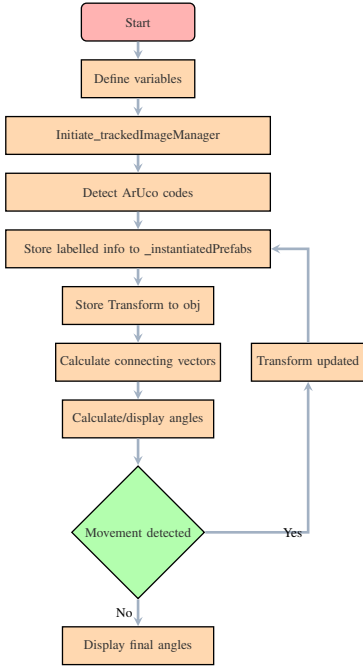 Start
Define variables
Initiate_trackedImageManager
Detect ArUco codes
Store labelled info to _instantiatedPrefabs
Store Transform to obj
Calculate connecting vectors
Transform updated
Calculate/display angles
Movement detected
Yes
No
Display final angles